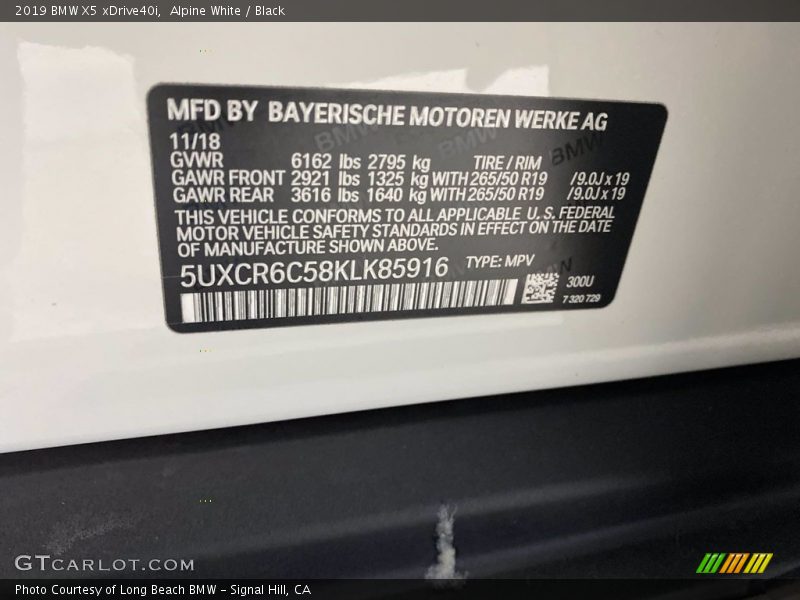 2019 BMW X5 xDrive40i, Alpine White / Black
MFD BY BAYERISCHE MOTOREN WERKE AG
11/18
GVWR 6162 lbs 2795 kg TIRE / RIM
GAWR FRONT 2921 lbs 1325 kg WITH 265/50 R19 /9.0J x 19
GAWR REAR 3616 lbs 1640 kg WITH 265/50 R19 /9.0J x 19
THIS VEHICLE CONFORMS TO ALL APPLICABLE U. S. FEDERAL
MOTOR VEHICLE SAFETY STANDARDS IN EFFECT ON THE DATE
OF MANUFACTURE SHOWN ABOVE.
5UXCR6C58KLK85916 TYPE: MPV
300U
7 320 729
GTCARLOT.COM
Photo Courtesy of Long Beach BMW - Signal Hill, CA